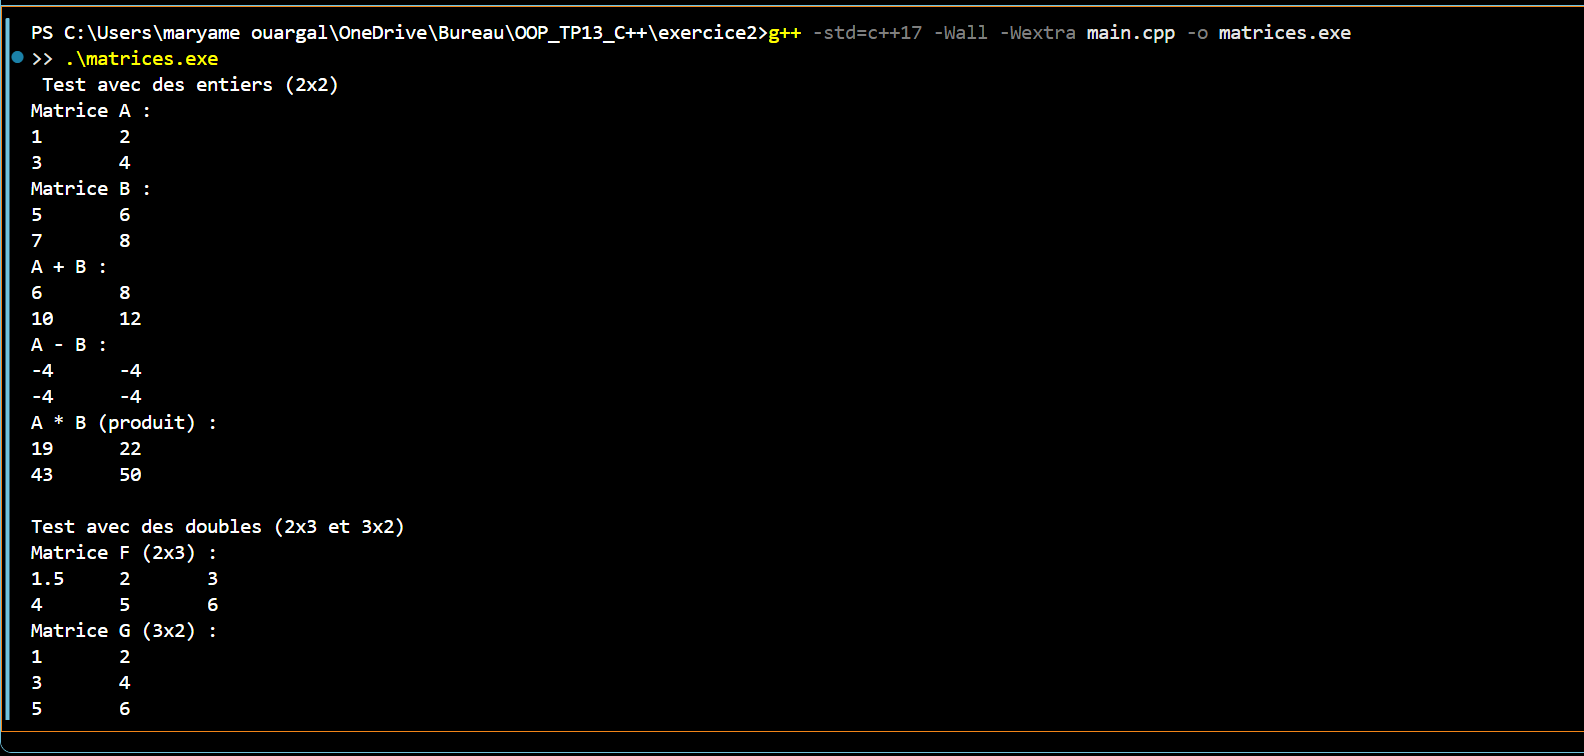 PS C:\Users\maryame ouargal\OneDrive\Bureau\OOP_TP13_C++\exercice2>g++ -std=c++17 -Wall -Wextra main.cpp -o matrices.exe
>> .\matrices.exe
Test avec des entiers (2x2)
Matrice A :
1 2
3 4
Matrice B :
5 6
7 8
A + B :
6 8
10 12
A - B :
-4 -4
-4 -4
A * B (produit) :
19 22
43 50
Test avec des doubles (2x3 et 3x2)
Matrice F (2x3) :
1.5 2 3
4 5 6
Matrice G (3x2) :
1 2
3 4
5 6